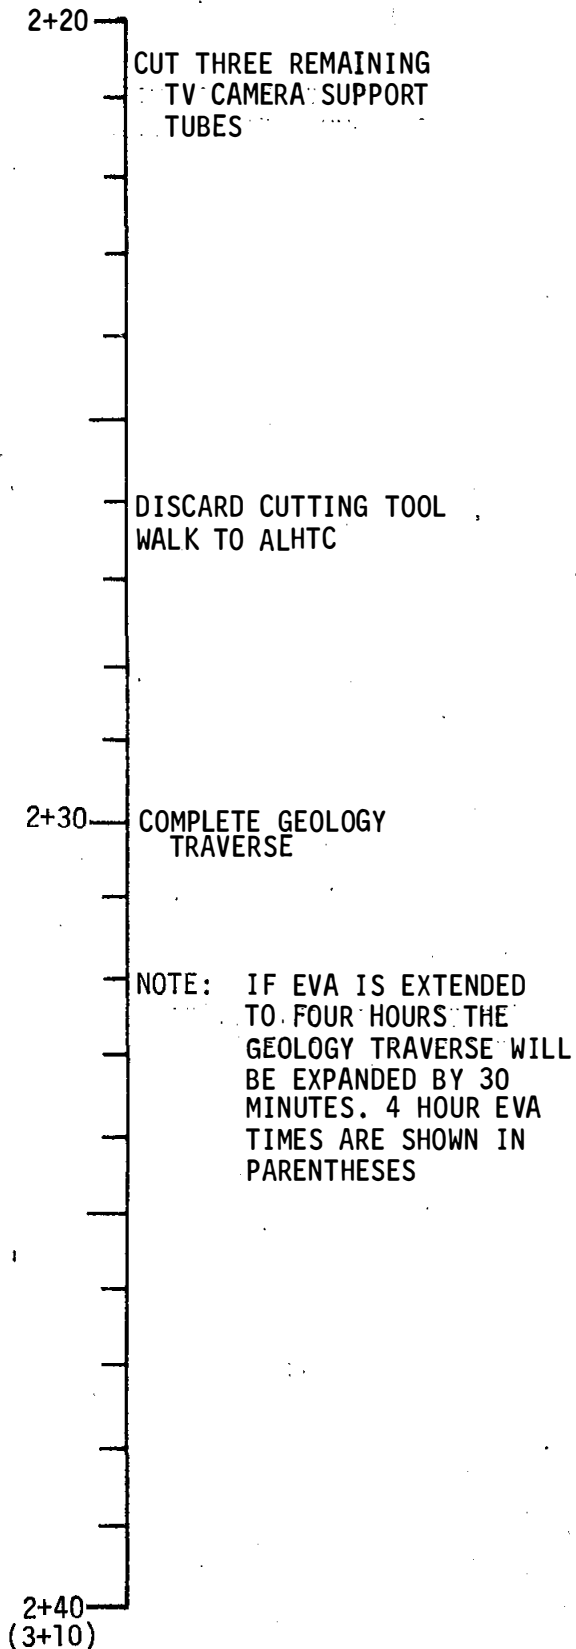 2+20
CUT THREE REMAINING
TV CAMERA SUPPORT
TUBES
DISCARD CUTTING TOOL
WALK TO ALHTC
2+30
COMPLETE GEOLOGY
TRAVERSE
NOTE: IF EVA IS EXTENDED
TO FOUR HOURS THE
GEOLOGY TRAVERSE WILL
BE EXPANDED BY 30
MINUTES. 4 HOUR EVA
TIMES ARE SHOWN IN
PARENTHESES
2+40
(3+10)